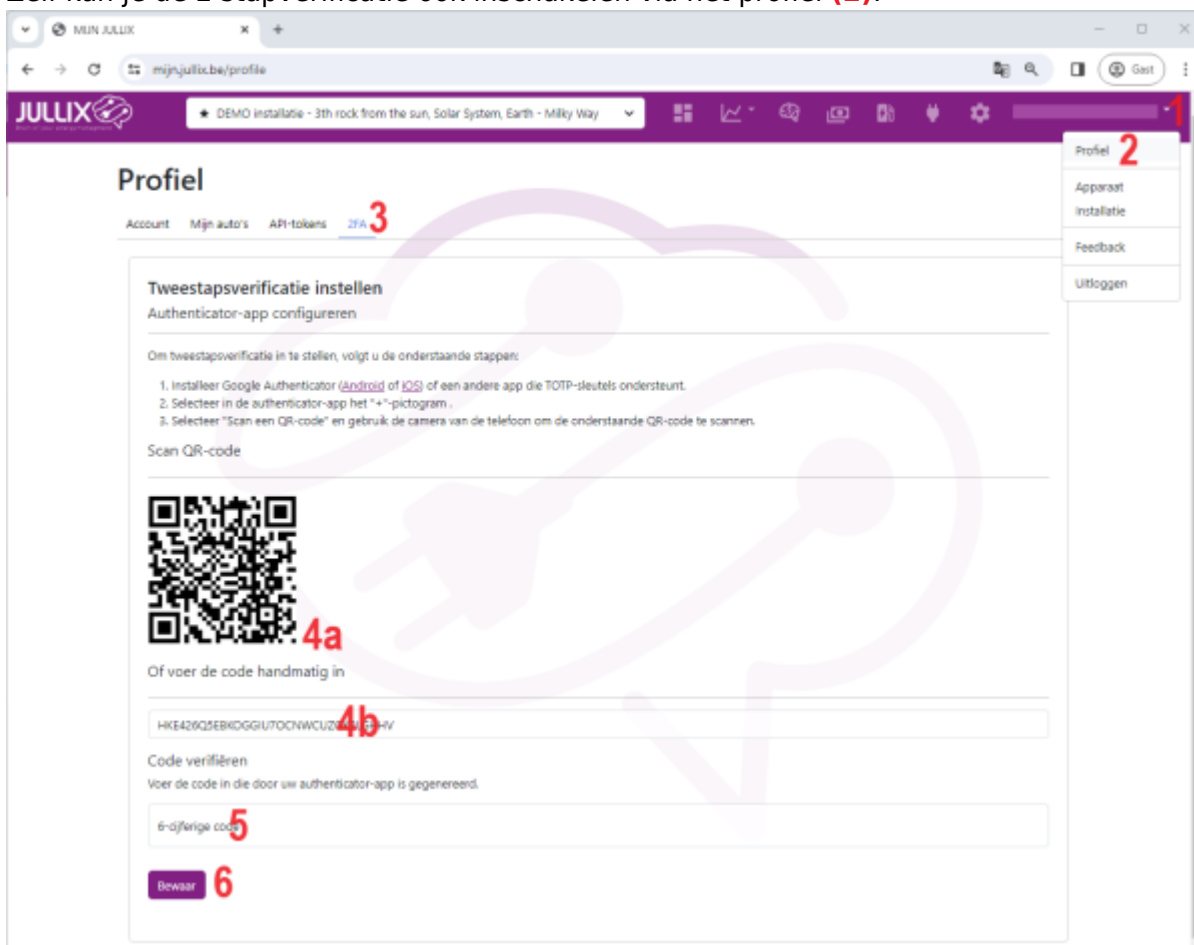 MIJN JULLIX
mijn.jullix.be/profile
Gast
JULLIX
★ DEMO installatie - 3th rock from the sun, Solar System, Earth - Milky Way
1
Profiel 2
Apparaat
Installatie
Feedback
Uitloggen
Profiel
Account Mijn auto's API-tokens 2FA 3
Tweestapsverificatie instellen
Authenticator-app configureren
Om tweestapsverificatie in te stellen, volgt u de onderstaande stappen:
1. Installeer Google Authenticator (Android of iOS) of een andere app die TOTP-sleutels ondersteunt.
2. Selecteer in de authenticator-app het "+"-pictogram .
3. Selecteer "Scan een QR-code" en gebruik de camera van de telefoon om de onderstaande QR-code te scannen.
Scan QR-code
4a
Of voer de code handmatig in
4b
Code verifiëren
Voer de code in die door uw authenticator-app is gegenereerd.
6-cijferige code 5
Bewaar 6